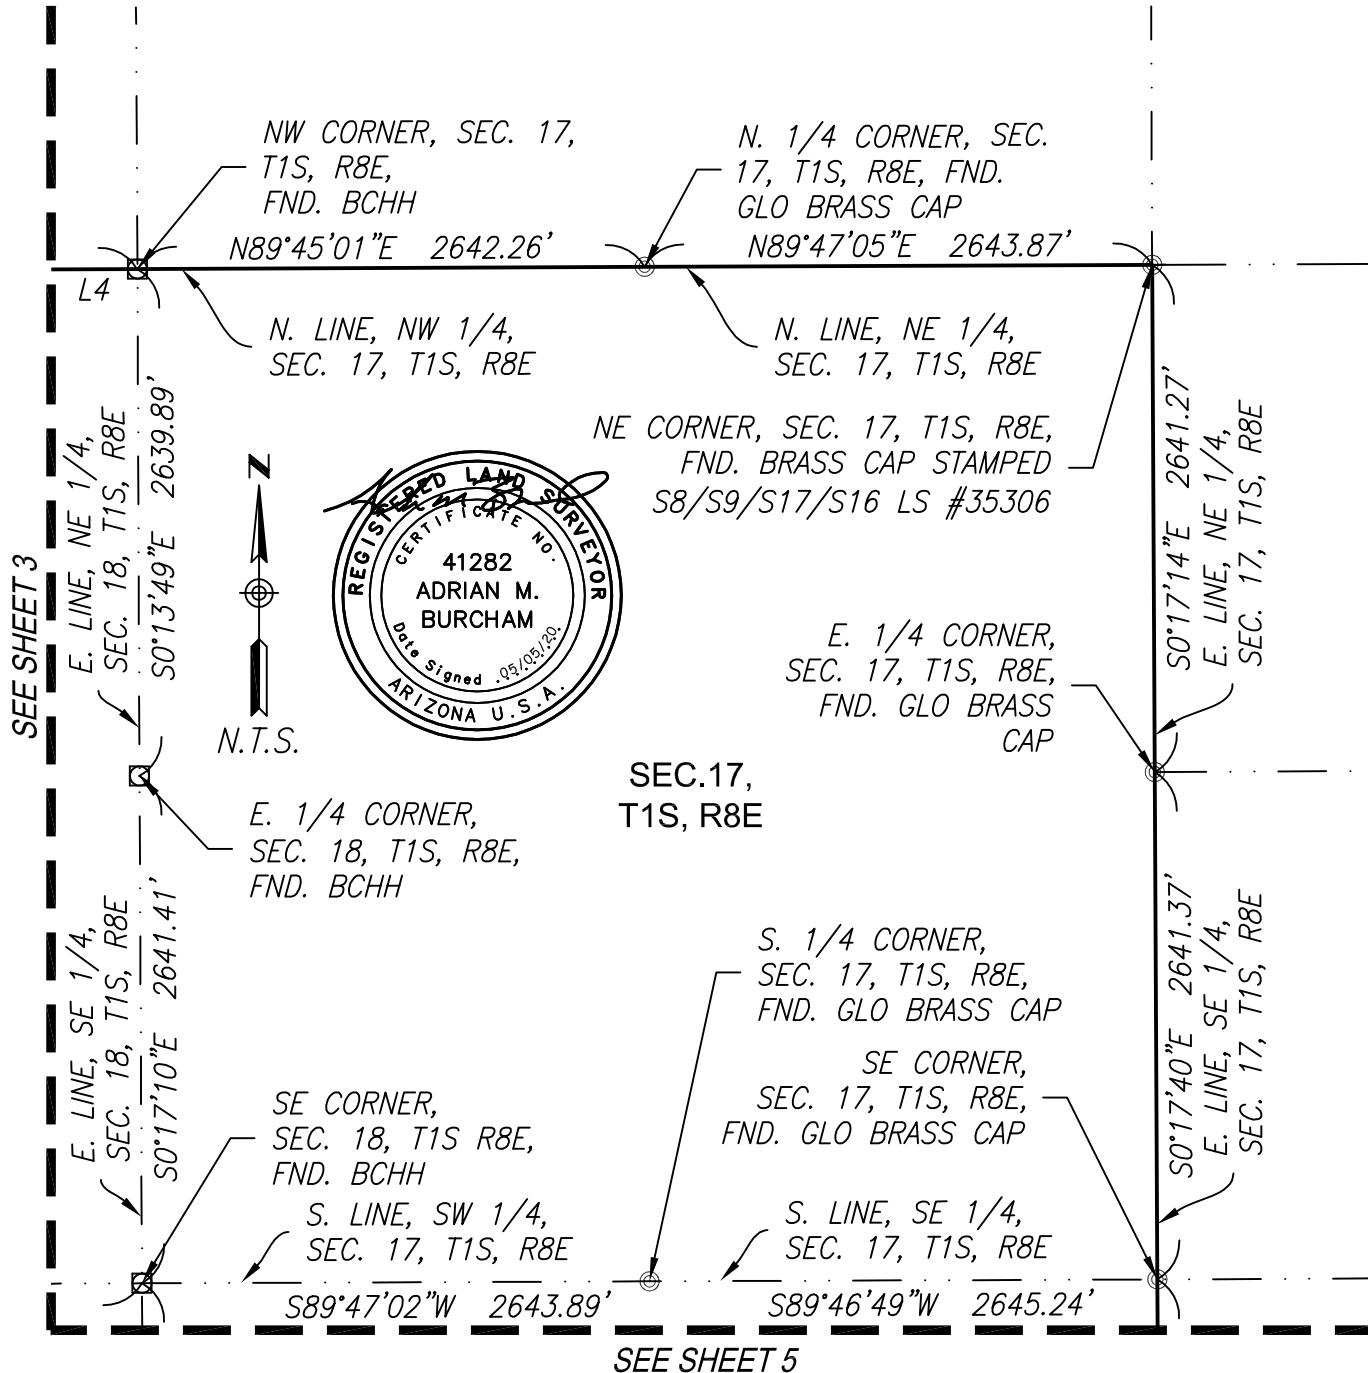 NW CORNER, SEC. 17,
T1S, R8E,
FND. BCHH
N. 1/4 CORNER, SEC.
17, T1S, R8E, FND.
GLO BRASS CAP
N89°45'01"E 2642.26'
N89°47'05"E 2643.87'
L4
N. LINE, NW 1/4,
SEC. 17, T1S, R8E
N. LINE, NE 1/4,
SEC. 17, T1S, R8E
NE CORNER, SEC. 17, T1S, R8E,
FND. BRASS CAP STAMPED
S8/S9/S17/S16 LS #35306
SEE SHEET 3
E. LINE, NE 1/4,
SEC. 18, T1S, R8E
S0°13'49"E 2639.89'
N
N.T.S.
REGISTERED LAND SURVEYOR
CERTIFICATE NO.
41282
ADRIAN M.
BURCHAM
Date Signed 05/05/20
ARIZONA U.S.A.
S0°17'14"E 2641.27'
E. LINE, NE 1/4,
SEC. 17, T1S, R8E
E. 1/4 CORNER,
SEC. 17, T1S, R8E,
FND. GLO BRASS
CAP
SEC.17,
T1S, R8E
E. 1/4 CORNER,
SEC. 18, T1S, R8E,
FND. BCHH
E. LINE, SE 1/4,
SEC. 18, T1S, R8E
S0°17'10"E 2641.41'
S. 1/4 CORNER,
SEC. 17, T1S, R8E,
FND. GLO BRASS CAP
SE CORNER,
SEC. 17, T1S, R8E,
FND. GLO BRASS CAP
S0°17'40"E 2641.37'
E. LINE, SE 1/4,
SEC. 17, T1S, R8E
SE CORNER,
SEC. 18, T1S R8E,
FND. BCHH
S. LINE, SW 1/4,
SEC. 17, T1S, R8E
S. LINE, SE 1/4,
SEC. 17, T1S, R8E
S89°47'02"W 2643.89'
S89°46'49"W 2645.24'
SEE SHEET 5